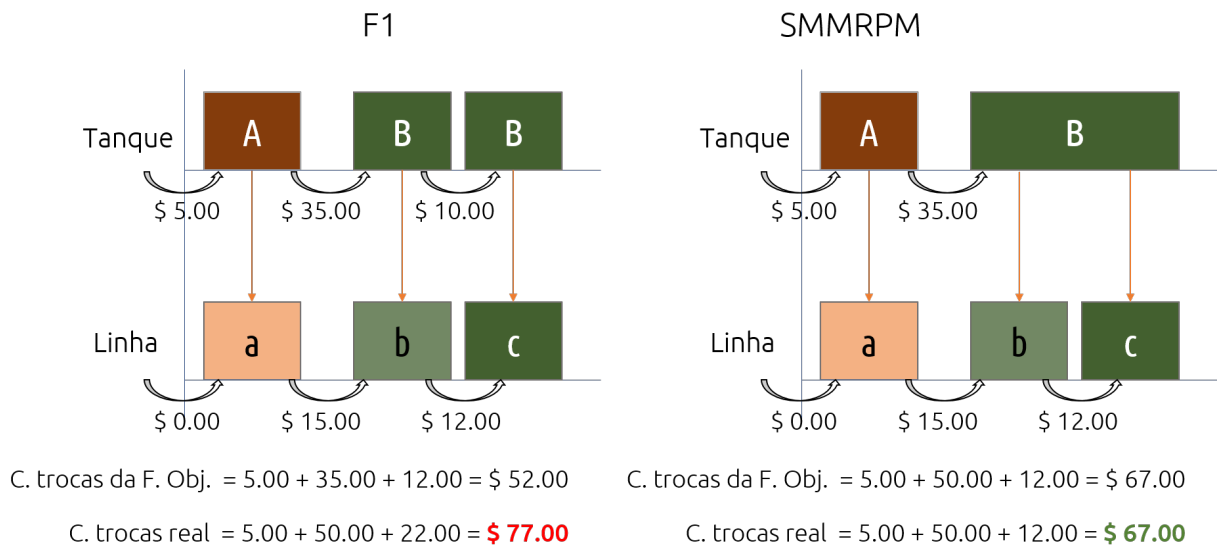 F1
Tanque
A
B
B
$ 5.00
$ 35.00
$ 10.00
Linha
a
b
c
$ 0.00
$ 15.00
$ 12.00
C. trocas da F. Obj. = 5.00 + 35.00 + 12.00 = $ 52.00
C. trocas real = 5.00 + 50.00 + 22.00 = $ 77.00
SMMRPM
Tanque
A
B
$ 5.00
$ 35.00
Linha
a
b
c
$ 0.00
$ 15.00
$ 12.00
C. trocas da F. Obj. = 5.00 + 50.00 + 12.00 = $ 67.00
C. trocas real = 5.00 + 50.00 + 12.00 = $ 67.00